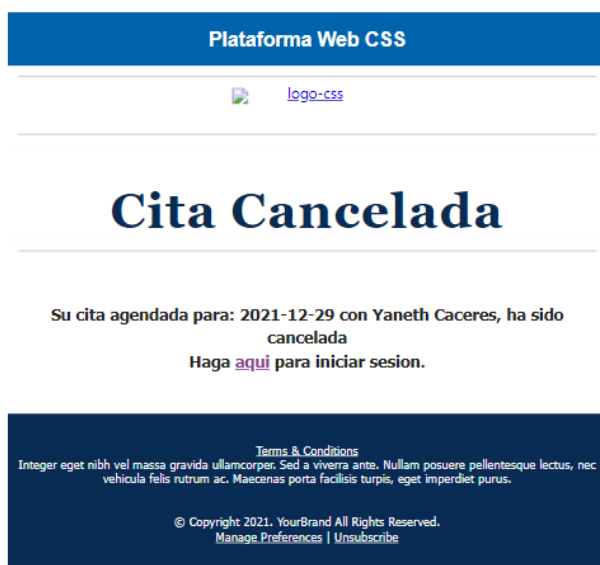 Plataforma Web CSS
logo-css
Cita Cancelada
Su cita agendada para: 2021-12-29 con Yaneth Caceres, ha sido
cancelada
Haga aqui para iniciar sesion.
Terms & Conditions
Integer eget nibh vel massa gravida ullamcorper. Sed a viverra ante. Nullam posuere pellentesque lectus, nec
vehicula felis rutrum ac. Maecenas porta facilisis turpis, eget imperdiet purus.
© Copyright 2021. YourBrand All Rights Reserved.
Manage Preferences | Unsubscribe